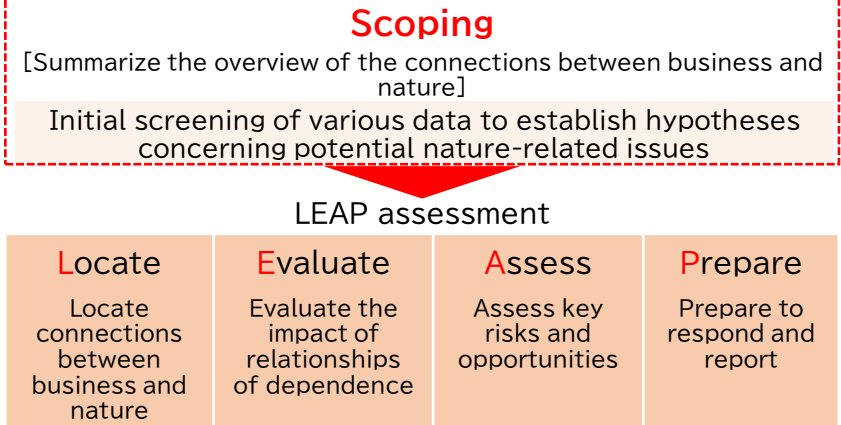 Scoping
[Summarize the overview of the connections between business and
nature]
Initial screening of various data to establish hypotheses
concerning potential nature-related issues
LEAP assessment
Locate
Locate
connections
between
business and
nature
Evaluate
Evaluate the
impact of
relationships
of dependence
Assess
Assess key
risks and
opportunities
Prepare
Prepare to
respond and
report